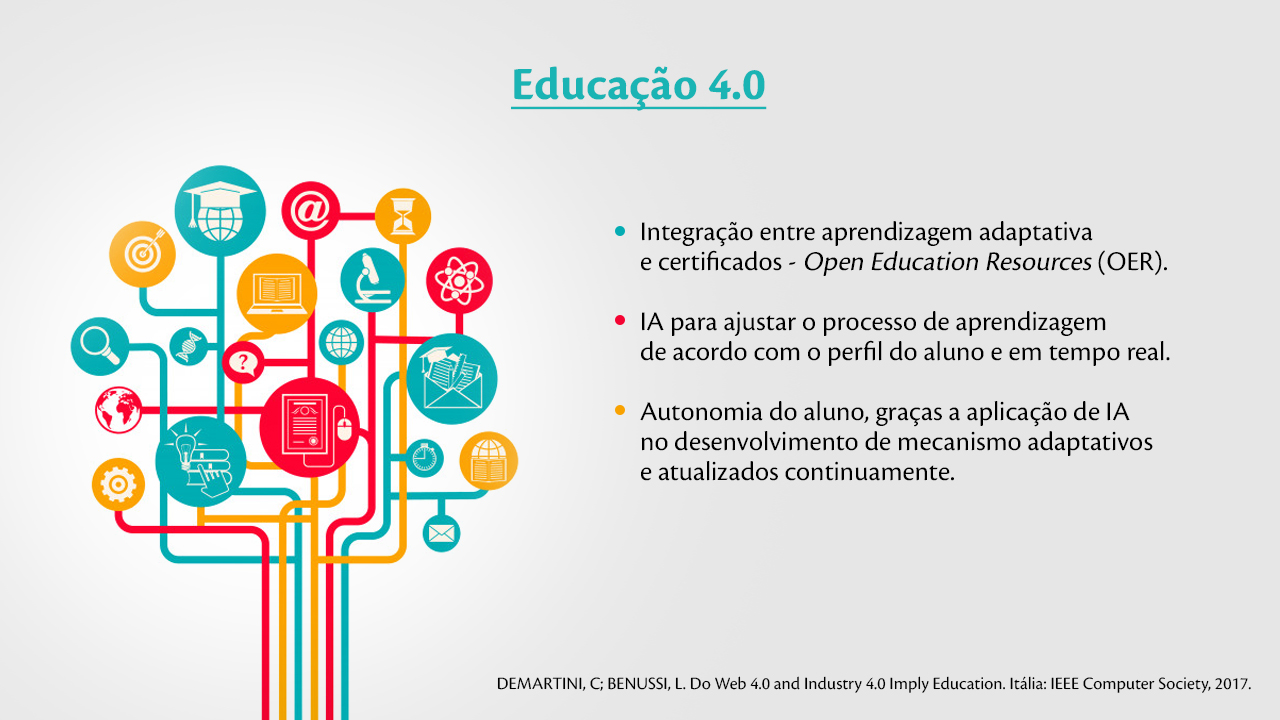 Educação 4.0
Integração entre aprendizagem adaptativa
e certificados - Open Education Resources (OER).
IA para ajustar o processo de aprendizagem
de acordo com o perfil do aluno e em tempo real.
Autonomia do aluno, graças a aplicação de IA
no desenvolvimento de mecanismo adaptativos
e atualizados continuamente.
@
?
DEMARTINI, C; BENUSSI, L. Do Web 4.0 and Industry 4.0 Imply Education. Itália: IEEE Computer Society, 2017.